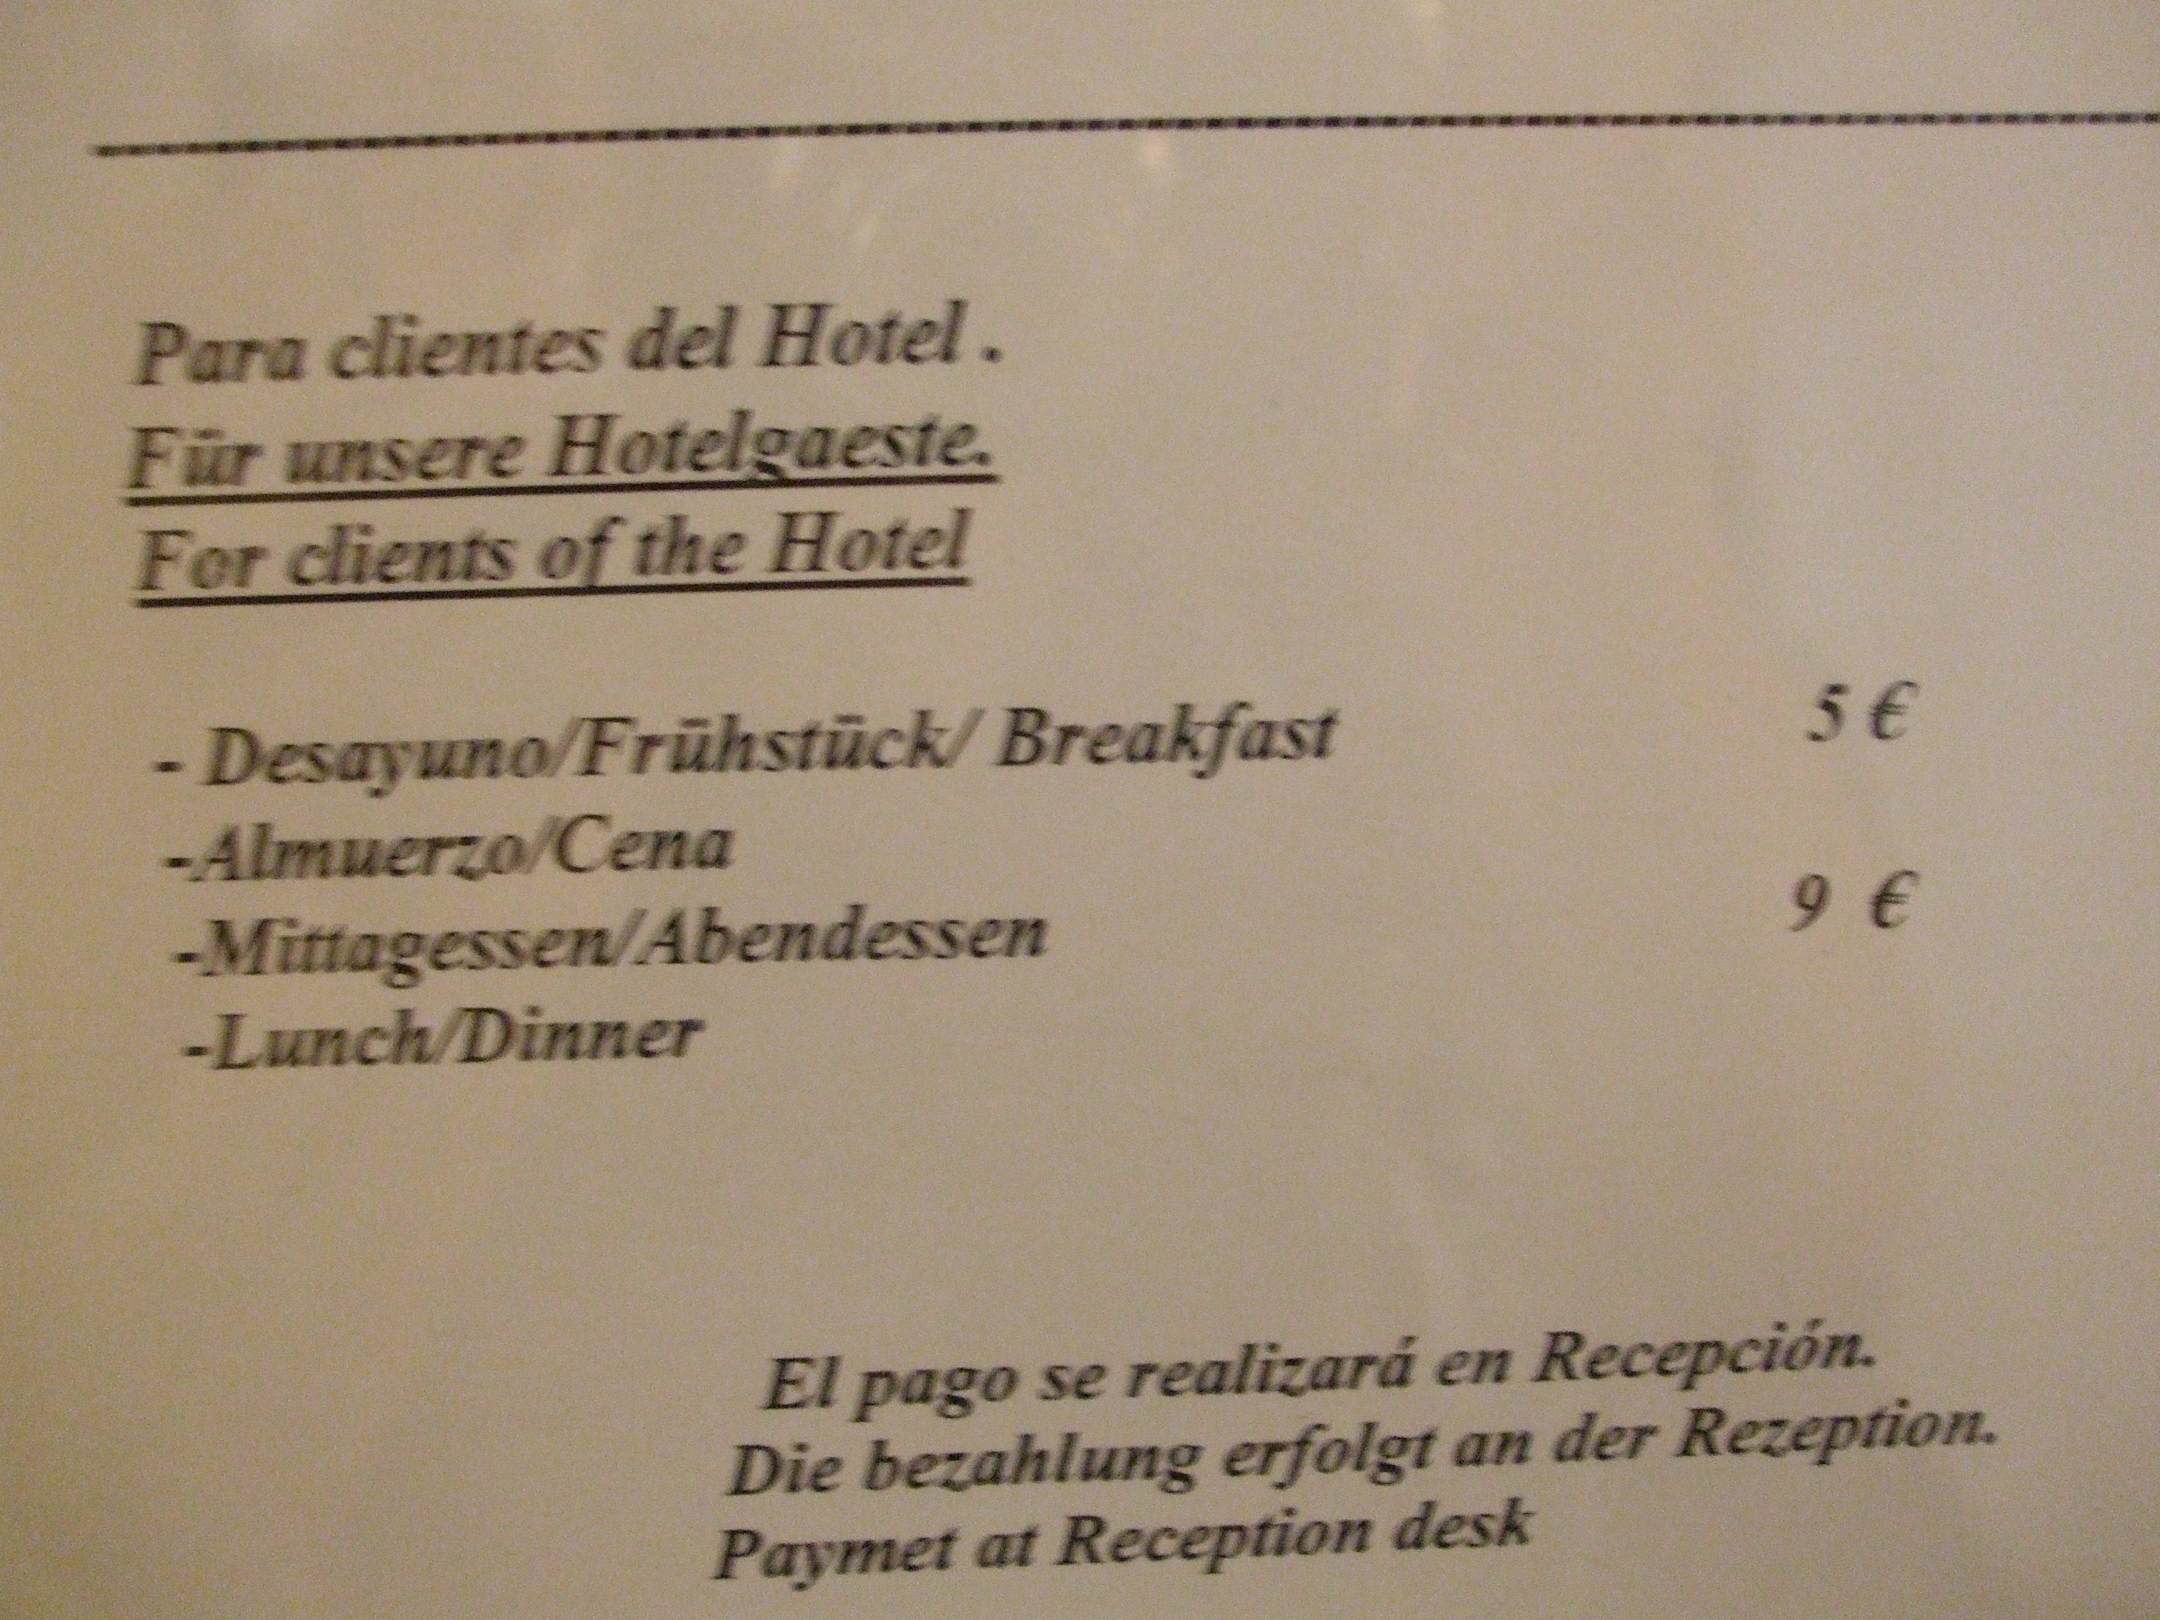 Para clientes del Hotel .
Für unsere Hotelgaeste.
For clients of the Hotel
- Desayuno/Frühstück/ Breakfast 5 €
-Almuerzo/Cena
-Mittagessen/Abendessen 9 €
-Lunch/Dinner
El pago se realizará en Recepción.
Die bezahlung erfolgt an der Rezeption.
Paymet at Reception desk